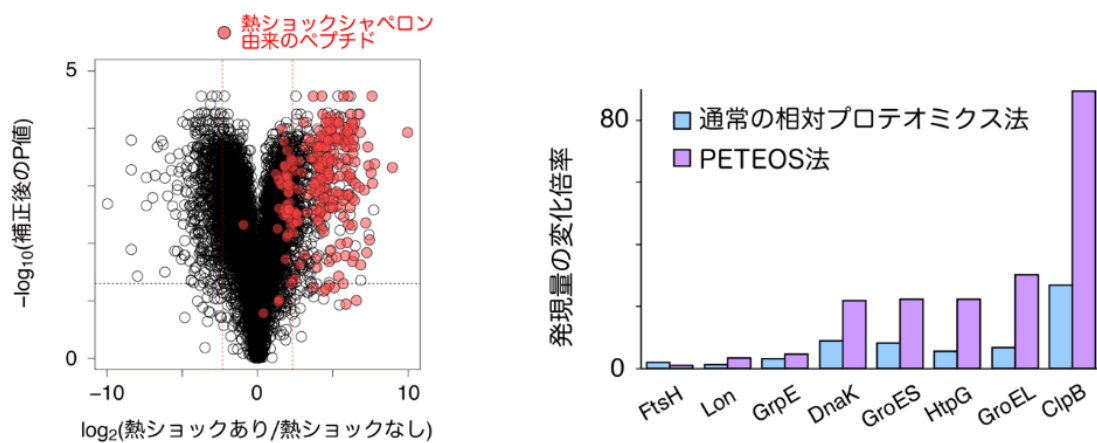 熱ショックシャペロン
由来のペプチド
5
0
−log10(補正後のP値)
−10
0
10
log2(熱ショックあり/熱ショックなし)
80
0
発現量の変化倍率
通常の相対プロテオミクス法
PETEOS法
FtsH
Lon
GrpE
DnaK
GroES
HtpG
GroEL
ClpB